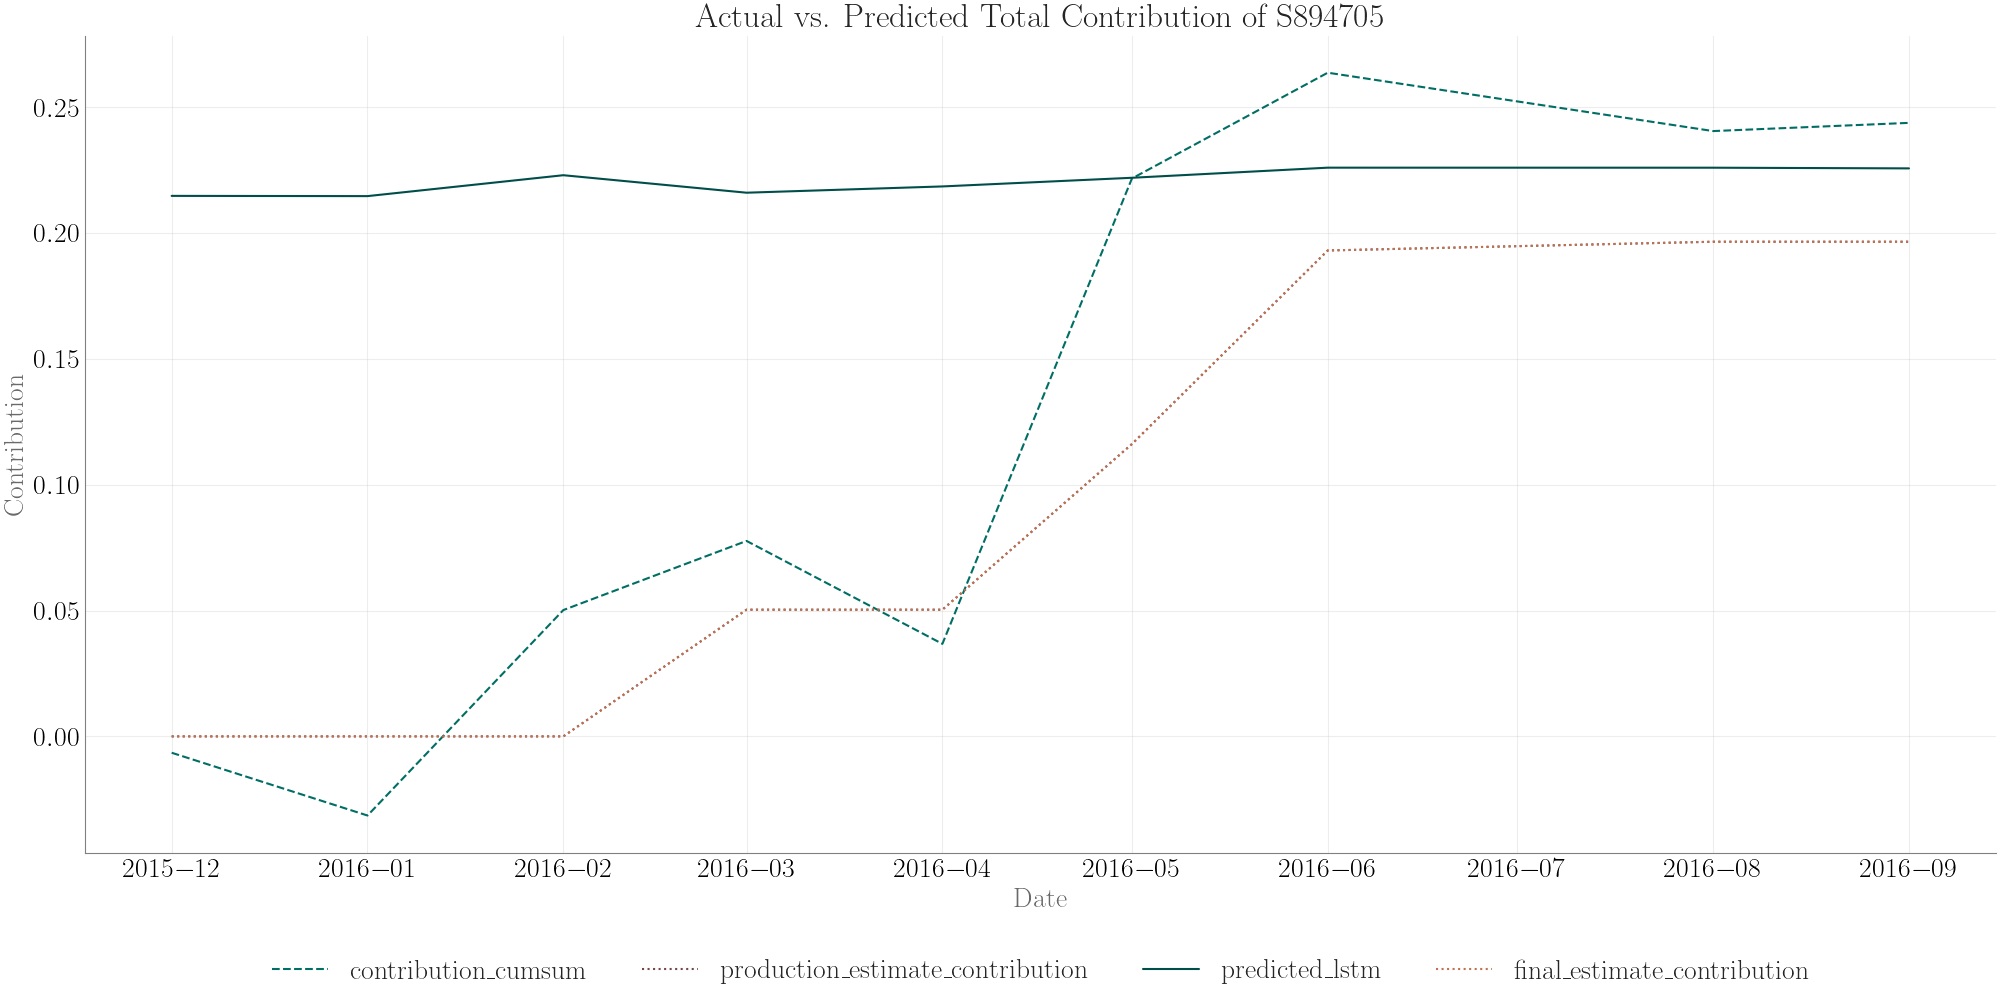 Actual vs. Predicted Total Contribution of S894705
Contribution
0.25
0.20
0.15
0.10
0.05
0.00
2015–12 2016–01 2016–02 2016–03 2016–04 2016–05 2016–06 2016–07 2016–08 2016–09
Date
contribution_cumsum production_estimate_contribution predicted_lstm final_estimate_contribution